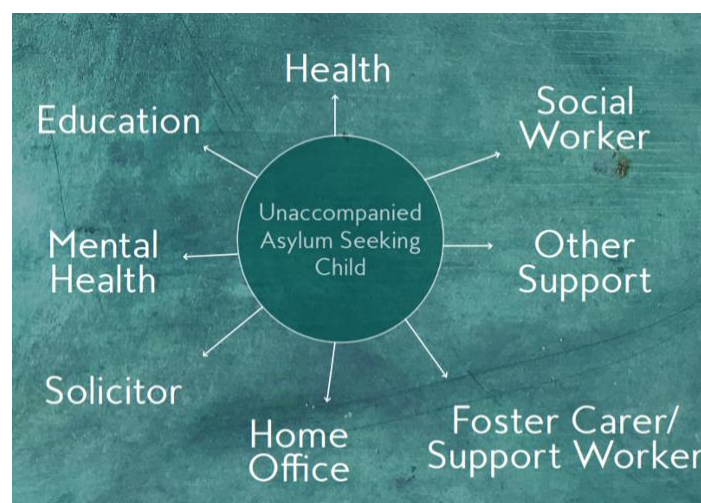 Health
Education
Social
Worker
Unaccompanied
Asylum Seeking
Child
Mental
Health
Other
Support
Solicitor
Home
Office
Foster Carer/
Support Worker